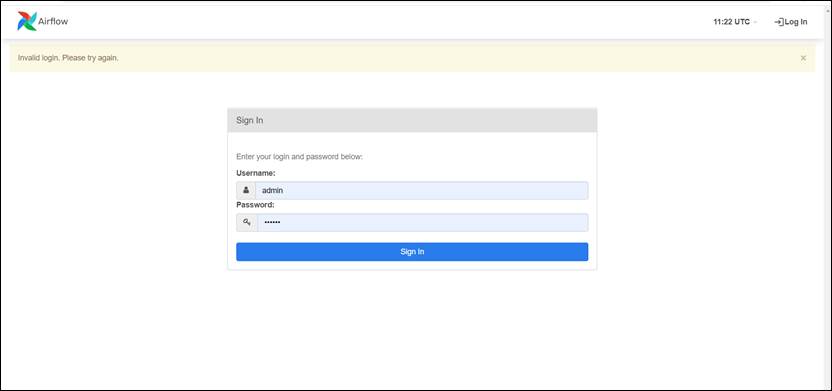 Airflow
11:22 UTC
Log In
Invalid login. Please try again.
×
Sign In
Enter your login and password below:
Username:
admin
Password:
••••••
Sign In